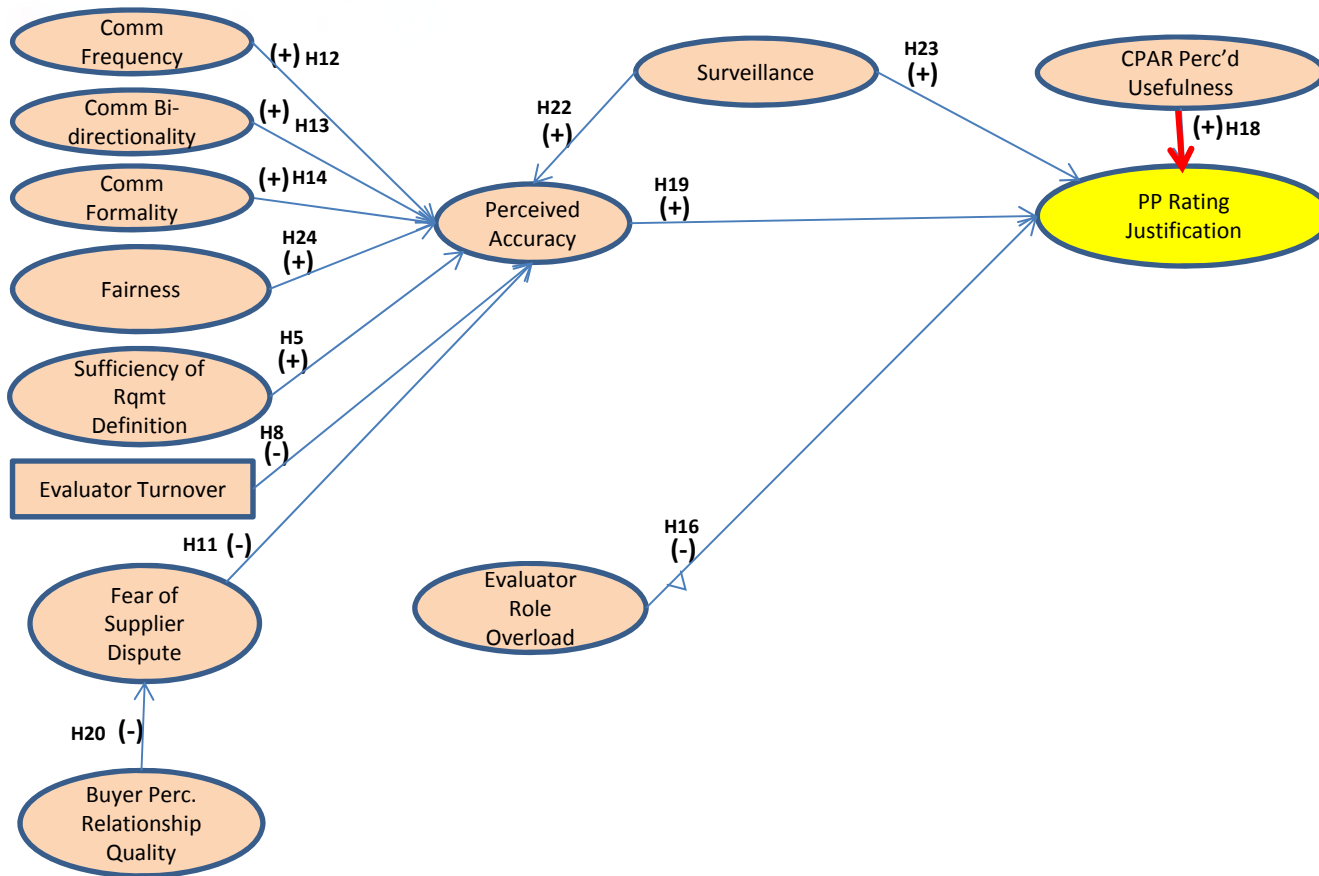 Comm
Frequency
(+) H12
Comm Bi-
directionality
(+)
H13
Comm
Formality
(+) H14
Fairness
H24
(+)
Sufficiency of
Rqmt
Definition
H5
(+)
Evaluator Turnover
H8
(-)
H11 (-)
Fear of
Supplier
Dispute
H20 (-)
Buyer Perc.
Relationship
Quality
Surveillance
H22
(+)
H23
(+)
Perceived
Accuracy
H19
(+)
CPAR Perc'd
Usefulness
(+) H18
PP Rating
Justification
H16
(-)
Evaluator
Role
Overload